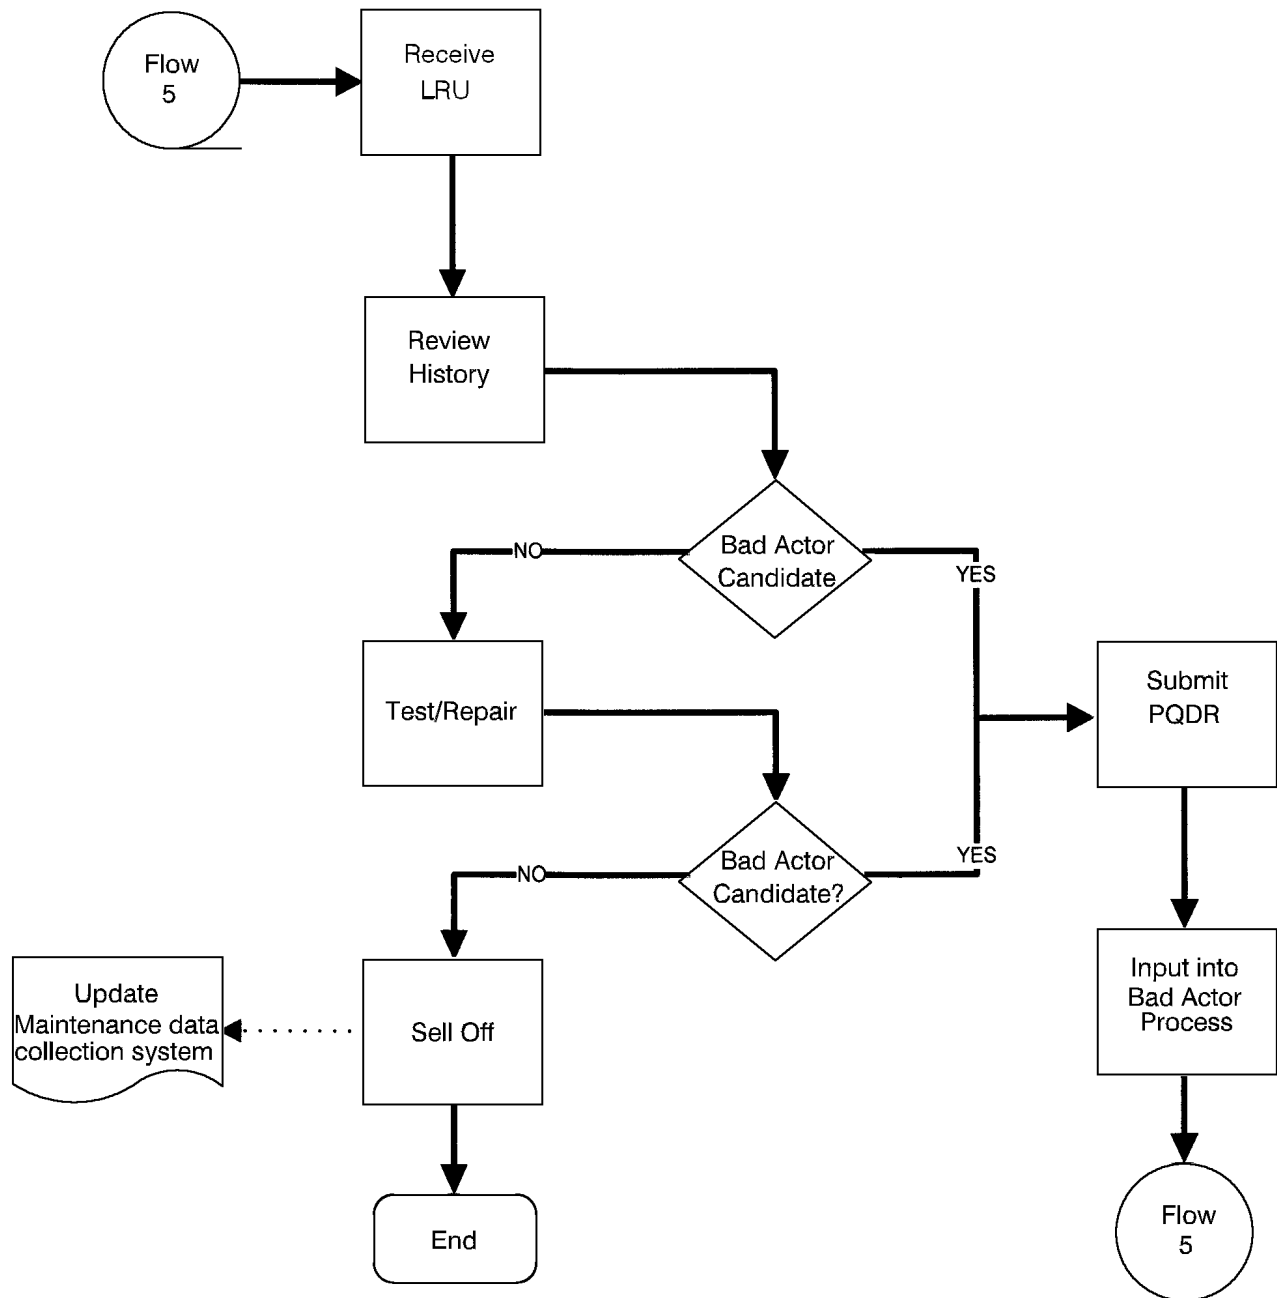 Flow
5
Receive
LRU
Review
History
Bad Actor
Candidate
NO
YES
Test/Repair
Submit
PQDR
Bad Actor
Candidate?
NO
YES
Update
Maintenance data
collection system
Sell Off
Input into
Bad Actor
Process
End
Flow
5